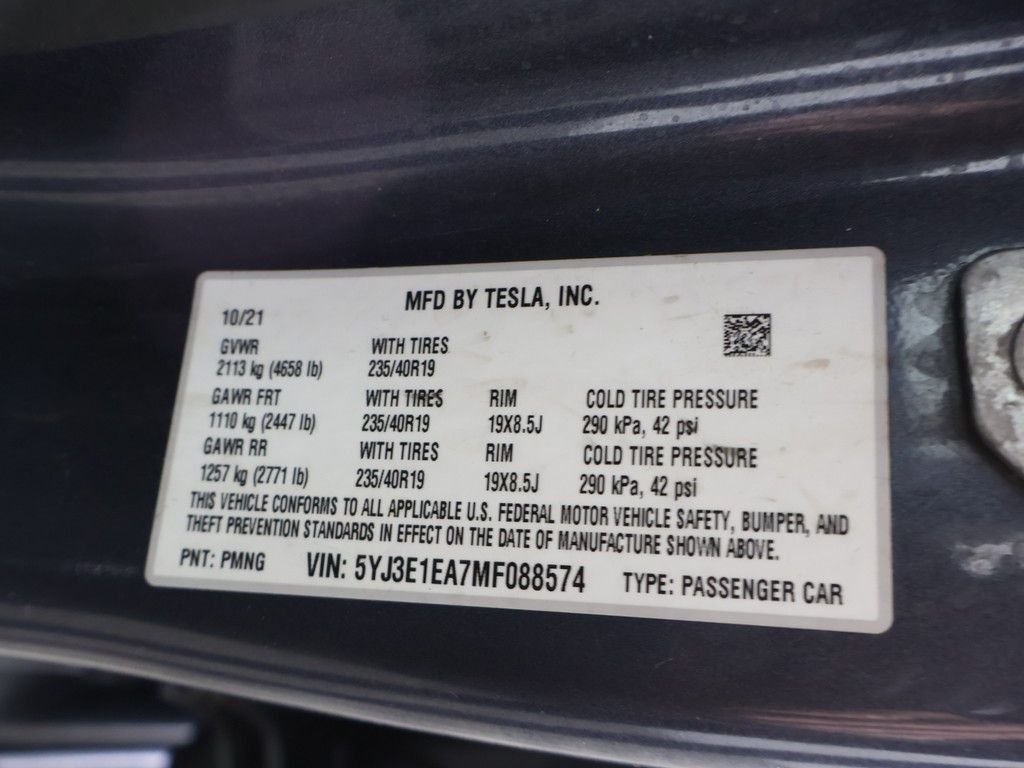 MFD BY TESLA, INC.
10/21
GVWR WITH TIRES
2113 kg (4658 lb) 235/40R19
GAWR FRT WITH TIRES RIM COLD TIRE PRESSURE
1110 kg (2447 lb) 235/40R19 19X8.5J 290 kPa, 42 psi
GAWR RR WITH TIRES RIM COLD TIRE PRESSURE
1257 kg (2771 lb) 235/40R19 19X8.5J 290 kPa, 42 psi
THIS VEHICLE CONFORMS TO ALL APPLICABLE U.S. FEDERAL MOTOR VEHICLE SAFETY, BUMPER, AND
THEFT PREVENTION STANDARDS IN EFFECT ON THE DATE OF MANUFACTURE SHOWN ABOVE.
PNT: PMNG VIN: 5YJ3E1EA7MF088574 TYPE: PASSENGER CAR